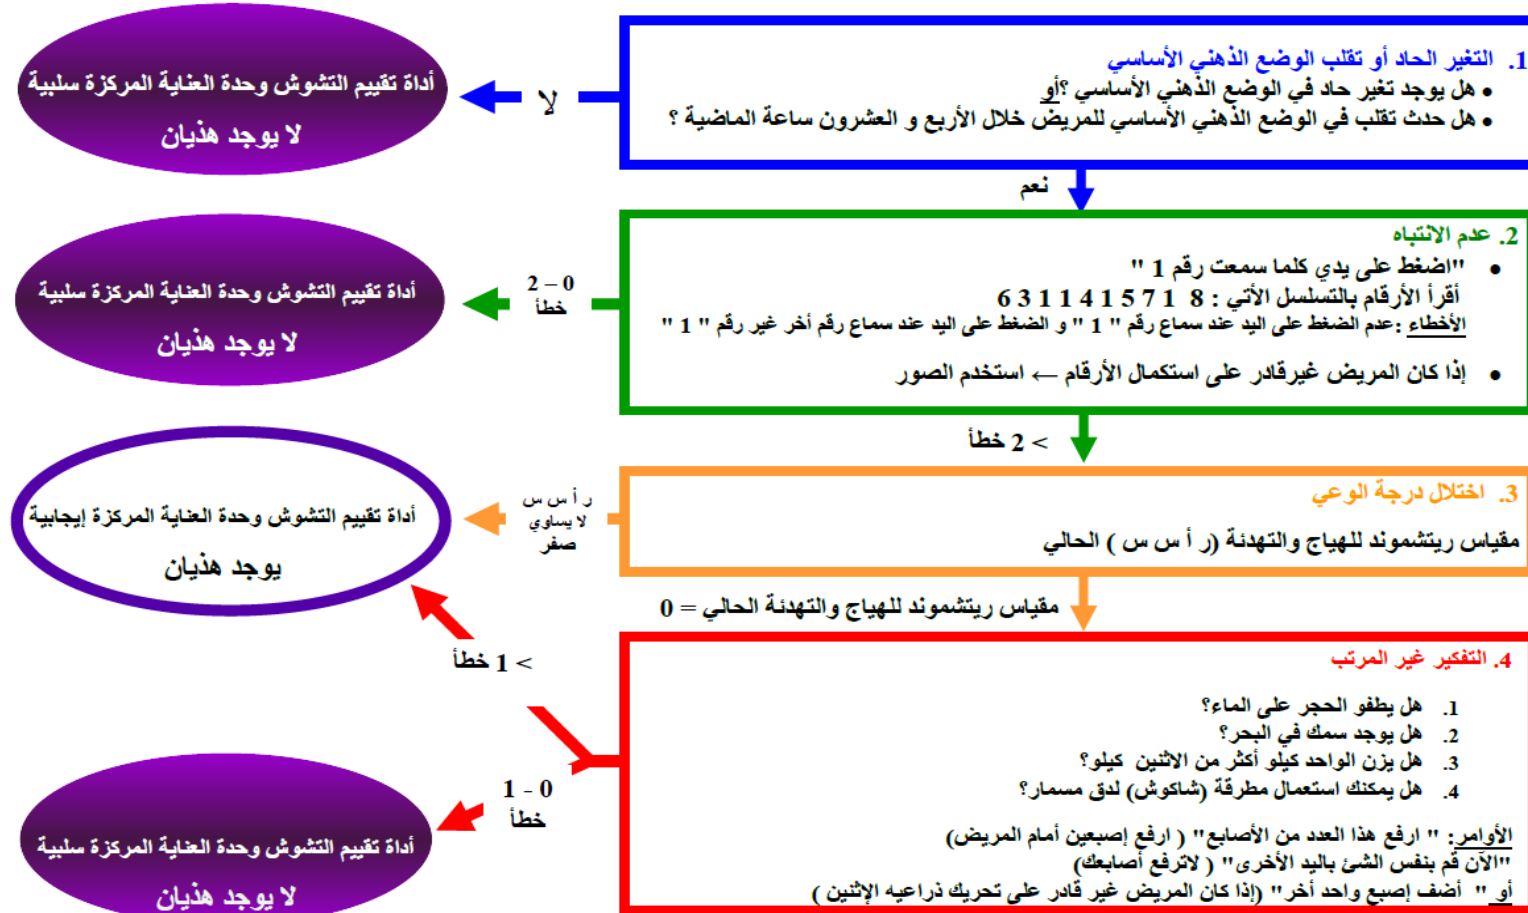 1. التغير الحاد أو تقلب الوضع الذهني الأساسي
• هل يوجد تغير حاد في الوضع الذهني الأساسي ؟أو
• هل حدث تقلب في الوضع الذهني الأساسي للمريض خلال الأربع و العشرون ساعة الماضية ؟
لا
أداة تقييم التشوش وحدة العناية المركزة سلبية
لا يوجد هذيان
نعم
2. عدم الانتباه
• "اضغط على يدي كلما سمعت رقم 1 "
أقرأ الأرقام بالتسلسل الأتي : 8 1 7 5 1 4 1 1 3 6
الأخطاء :عدم الضغط على اليد عند سماع رقم " 1 " و الضغط على اليد عند سماع رقم أخر غير رقم " 1 "
• إذا كان المريض غيرقادر على استكمال الأرقام ← استخدم الصور
0 – 2
خطأ
أداة تقييم التشوش وحدة العناية المركزة سلبية
لا يوجد هذيان
> 2 خطأ
3. اختلال درجة الوعي
مقياس ريتشموند للهياج والتهدئة (ر أ س س ) الحالي
ر أ س س
لا يساوي
صفر
أداة تقييم التشوش وحدة العناية المركزة إيجابية
يوجد هذيان
مقياس ريتشموند للهياج والتهدئة الحالي = 0
4. التفكير غير المرتب
1. هل يطفو الحجر على الماء؟
2. هل يوجد سمك في البحر؟
3. هل يزن الواحد كيلو أكثر من الاثنين كيلو؟
4. هل يمكنك استعمال مطرقة (شاكوش) لدق مسمار؟
الأوامر: " ارفع هذا العدد من الأصابع" ( ارفع إصبعين أمام المريض)
"الآن قم بنفس الشئ باليد الأخرى" ( لاترفع أصابعك)
أو " أضف إصبع واحد أخر" (إذا كان المريض غير قادر على تحريك ذراعيه الإثنين )
> 1 خطأ
0 - 1
خطأ
أداة تقييم التشوش وحدة العناية المركزة سلبية
لا يوجد هذيان